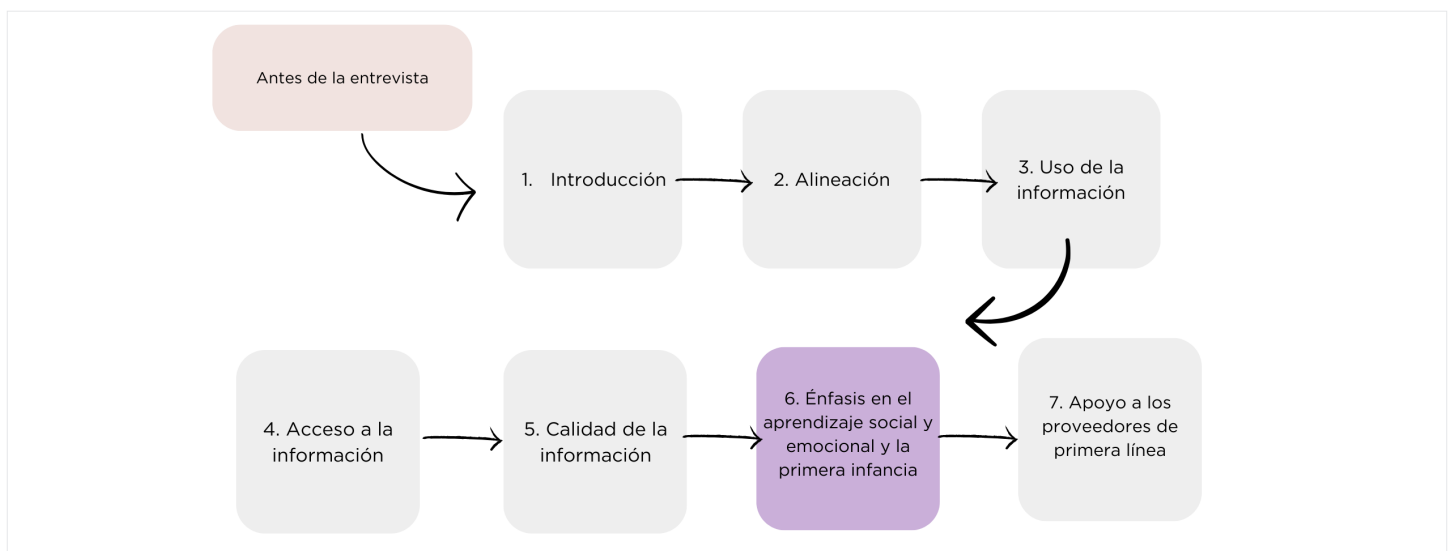 Antes de la entrevista
1. Introducción
2. Alineación
3. Uso de la
información
4. Acceso a la
información
5. Calidad de la
información
6. Énfasis en el
aprendizaje social y
emocional y la
primera infancia
7. Apoyo a los
proveedores de
primera línea